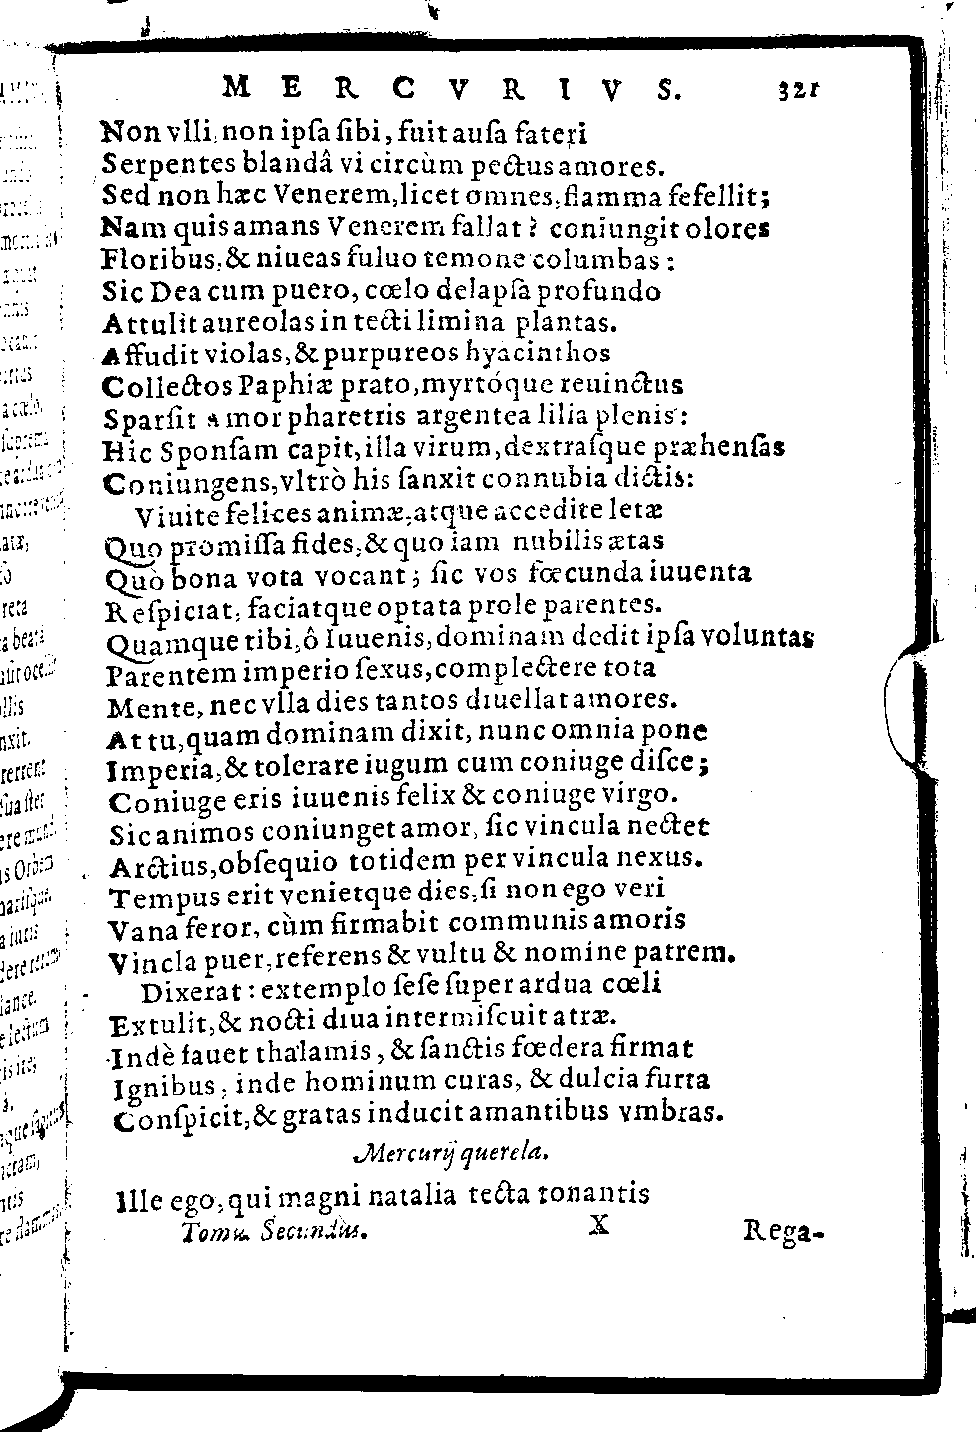 MERCVRIVS. 321
Non vlli, non ipſa ſibi, fuit auſa fateri
Serpentes blandâ vi circùm pectus amores.
Sed non hæc Venerem, licet omnes, flamma fefellit;
Nam quis amans Venerem fallat? coniungit olores
Floribus, & niueas fuluo temone columbas:
Sic Dea cum puero, cœlo delapſa profundo
Attulit aureolas in tecti limina plantas.
Affudit violas, & purpureos hyacinthos
Collectos Paphiæ prato, myrtóque reuinctus
Sparſit amor pharetris argentea lilia plenis:
Hic Sponſam capit, illa virum, dextraſque præhenſas
Coniungens, vltrò his ſanxit connubia dictis:
Viuite felices animæ, atque accedite letæ
Quo promiſſa fides, & quo iam nubilis ætas
Quò bona vota vocant; ſic vos fœcunda iuuenta
Reſpiciat, faciatque optata prole parentes.
Quamque tibi, ô Iuuenis, dominam dedit ipſa voluntas
Parentem imperio ſexus, complectere tota
Mente, nec vlla dies tantos diuellat amores.
At tu, quam dominam dixit, nunc omnia pone
Imperia, & tolerare iugum cum coniuge diſce;
Coniuge eris iuuenis felix & coniuge virgo.
Sic animos coniunget amor, ſic vincula nectet
Arctius, obſequio totidem per vincula nexus.
Tempus erit venietque dies, ſi non ego veri
Vana feror, cùm firmabit communis amoris
Vincla puer, referens & vultu & nomine patrem.
Dixerat: extemplo ſeſe ſuper ardua cœli
Extulit, & nocti diua intermiſcuit atræ.
Indè fauet thalamis, & ſanctis fœdera firmat
Ignibus, inde hominum curas, & dulcia furta
Conſpicit, & gratas inducit amantibus vmbras.
Mercurij querela.
Ille ego, qui magni natalia tecta tonantis
Tomus Secundus. X Rega-